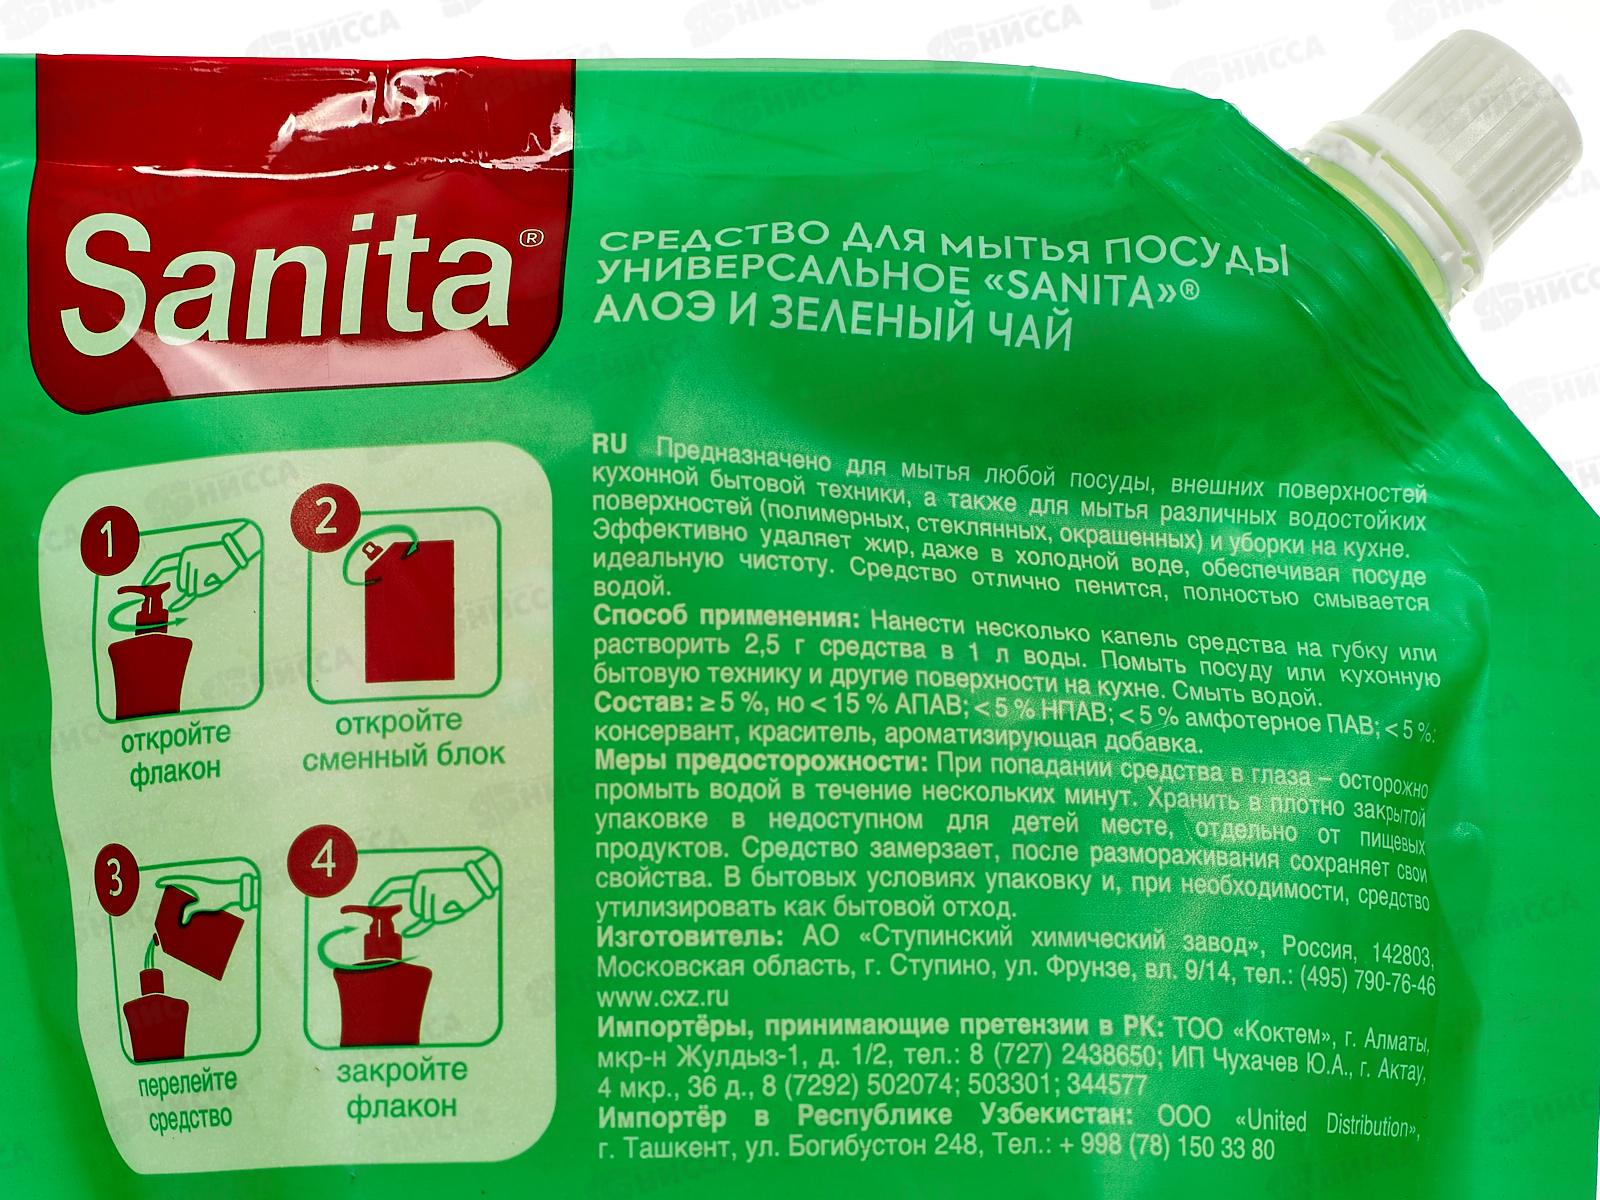 Sanita®
СРЕДСТВО ДЛЯ МЫТЬЯ ПОСУДЫ
УНИВЕРСАЛЬНОЕ «SANITA»®
АЛОЭ И ЗЕЛЕНЫЙ ЧАЙ
1
откройте
флакон
2
откройте
сменный блок
3
перелейте
средство
4
закройте
флакон
RU Предназначено для мытья любой посуды, внешних поверхностей
кухонной бытовой техники, а также для мытья различных водостойких
поверхностей (полимерных, стеклянных, окрашенных) и уборки на кухне.
Эффективно удаляет жир, даже в холодной воде, обеспечивая посуде
идеальную чистоту. Средство отлично пенится, полностью смывается
водой.
Способ применения: Нанести несколько капель средства на губку или
растворить 2,5 г средства в 1 л воды. Помыть посуду или кухонную
бытовую технику и другие поверхности на кухне. Смыть водой.
Состав: ≥ 5 %, но < 15 % АПАВ; < 5 % НПАВ; < 5 % амфотерное ПАВ; < 5 %:
консервант, краситель, ароматизирующая добавка.
Меры предосторожности: При попадании средства в глаза – осторожно
промыть водой в течение нескольких минут. Хранить в плотно закрытой
упаковке в недоступном для детей месте, отдельно от пищевых
продуктов. Средство замерзает, после размораживания сохраняет свои
свойства. В бытовых условиях упаковку и, при необходимости, средство
утилизировать как бытовой отход.
Изготовитель: АО «Ступинский химический завод», Россия, 142803,
Московская область, г. Ступино, ул. Фрунзе, вл. 9/14, тел.: (495) 790-76-46
www.cxz.ru
Импортёры, принимающие претензии в РК: ТОО «Коктем», г. Алматы,
мкр-н Жулдыз-1, д. 1/2, тел.: 8 (727) 2438650; ИП Чухачев Ю.А., г. Актау,
4 мкр., 36 д., 8 (7292) 502074; 503301; 344577
Импортёр в Республике Узбекистан: ООО «United Distribution»,
г. Ташкент, ул. Богибустон 248, Тел.: + 998 (78) 150 33 80